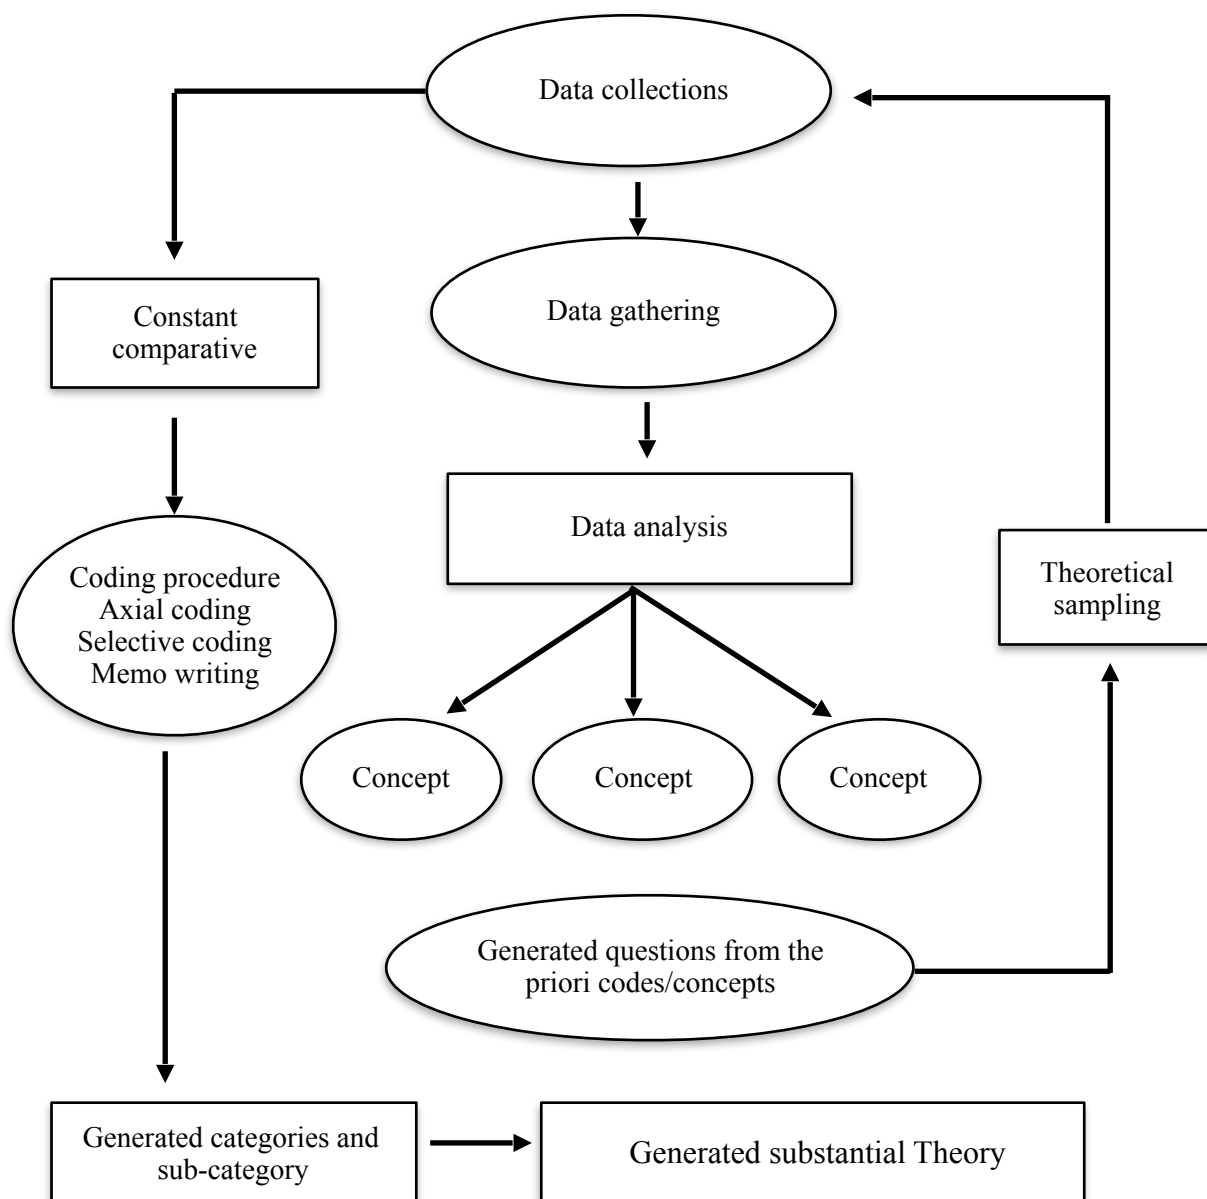 Data collections
Constant
comparative
Data gathering
Data analysis
Coding procedure
Axial coding
Selective coding
Memo writing
Theoretical
sampling
Concept
Concept
Concept
Generated questions from the
priori codes/concepts
Generated categories and
sub-category
Generated substantial Theory